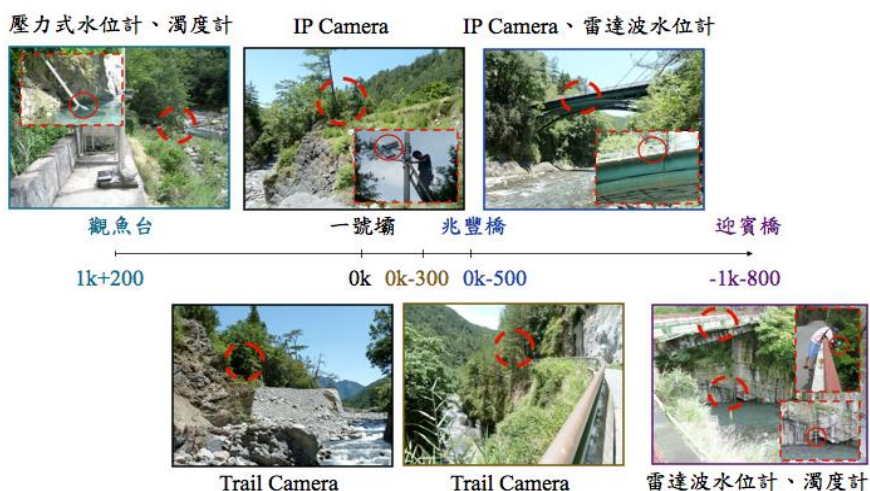 壓力式水位計、濁度計
IP Camera
IP Camera、雷達波水位計
觀魚台
一號壩
兆豐橋
迎賓橋
1k+200
0k
0k-300
0k-500
-1k-800
Trail Camera
Trail Camera
雷達波水位計、濁度計